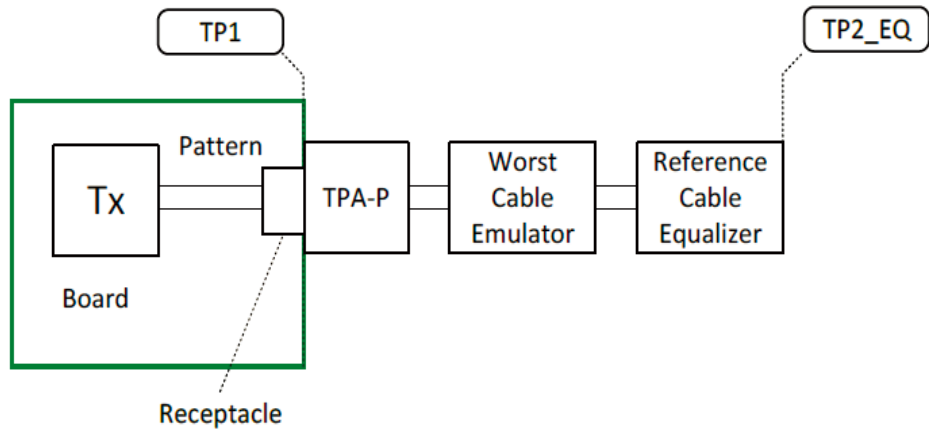 TP1
TP2_EQ
Pattern
Tx
TPA-P
Worst
Cable
Emulator
Reference
Cable
Equalizer
Board
Receptacle